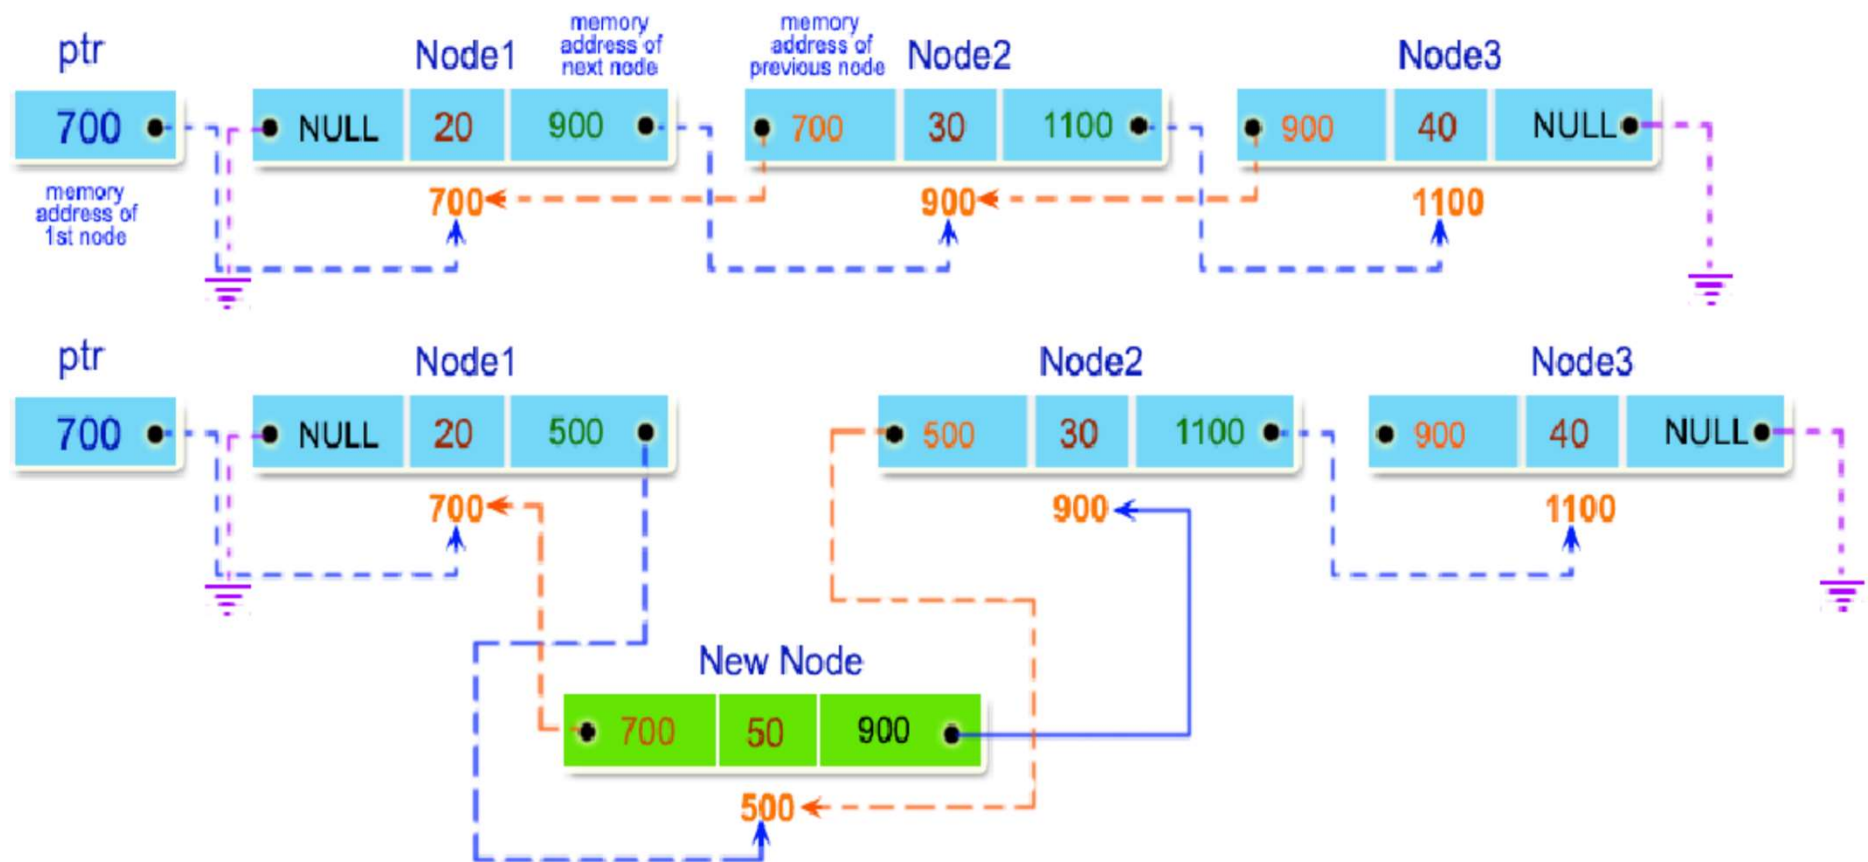 ptr
Node1
memory
address of
next node
memory
address of
previous node
Node2
Node3
700
NULL 20 900
700 30 1100
900 40 NULL
memory
address of
1st node
700
900
1100
ptr
Node1
Node2
Node3
700
NULL 20 500
500 30 1100
900 40 NULL
700
900
1100
New Node
700 50 900
500